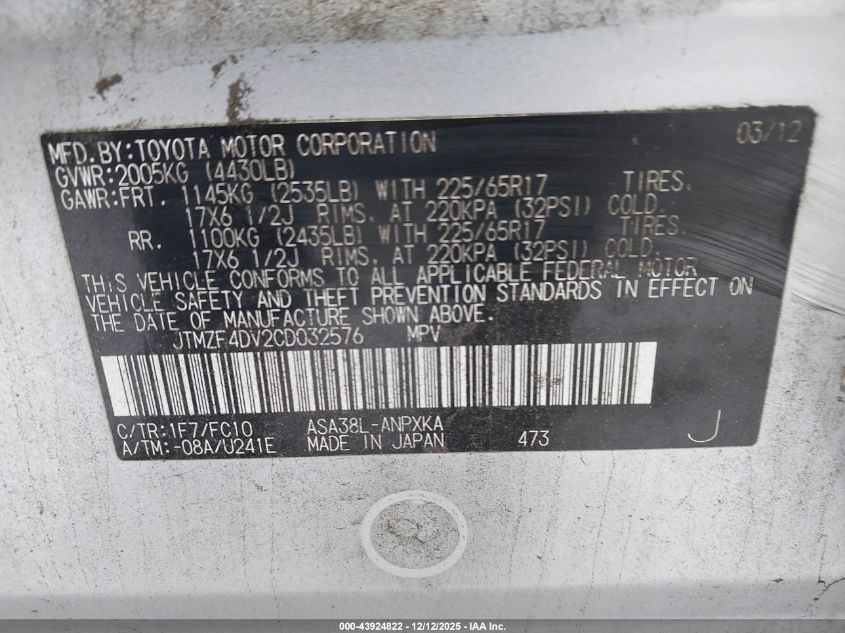 MFD.BY:TOYOTA MOTOR CORPORATION 03/12
GVWR:2005KG (4430LB)
GAWR:FRT. 1145KG (2535LB) WITH 225/65R17 TIRES.
17X6 1/2J RIMS. AT 220KPA (32PSI) COLD.
RR. 1100KG (2435LB) WITH 225/65R17 TIRES.
17X6 1/2J RIMS. AT 220KPA (32PSI) COLD.
THIS VEHICLE CONFORMS TO ALL APPLICABLE FEDERAL MOTOR
VEHICLE SAFETY AND THEFT PREVENTION STANDARDS IN EFFECT ON
THE DATE OF MANUFACTURE SHOWN ABOVE.
JTMZF4DV2CD032576 MPV
C/TR:1F7/FC10 ASA38L-ANPXKA
A/TM:-08A/U241E MADE IN JAPAN 473 J
000-43924822 - 12/12/2025 - IAA Inc.